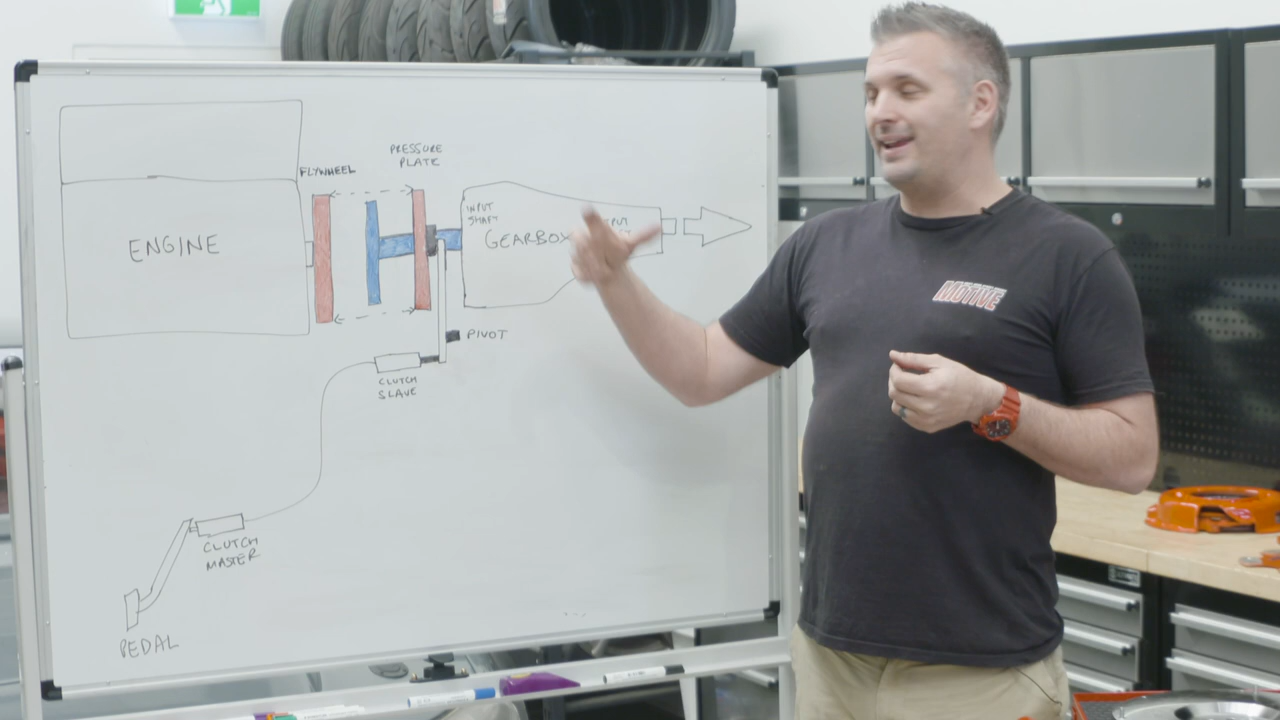 PRESSURE
PLATE
FLYWHEEL
INPUT
SHAFT
ENGINE
GEARBOX
PIVOT
CLUTCH
SLAVE
CLUTCH
MASTER
PEDAL
MOTIVE